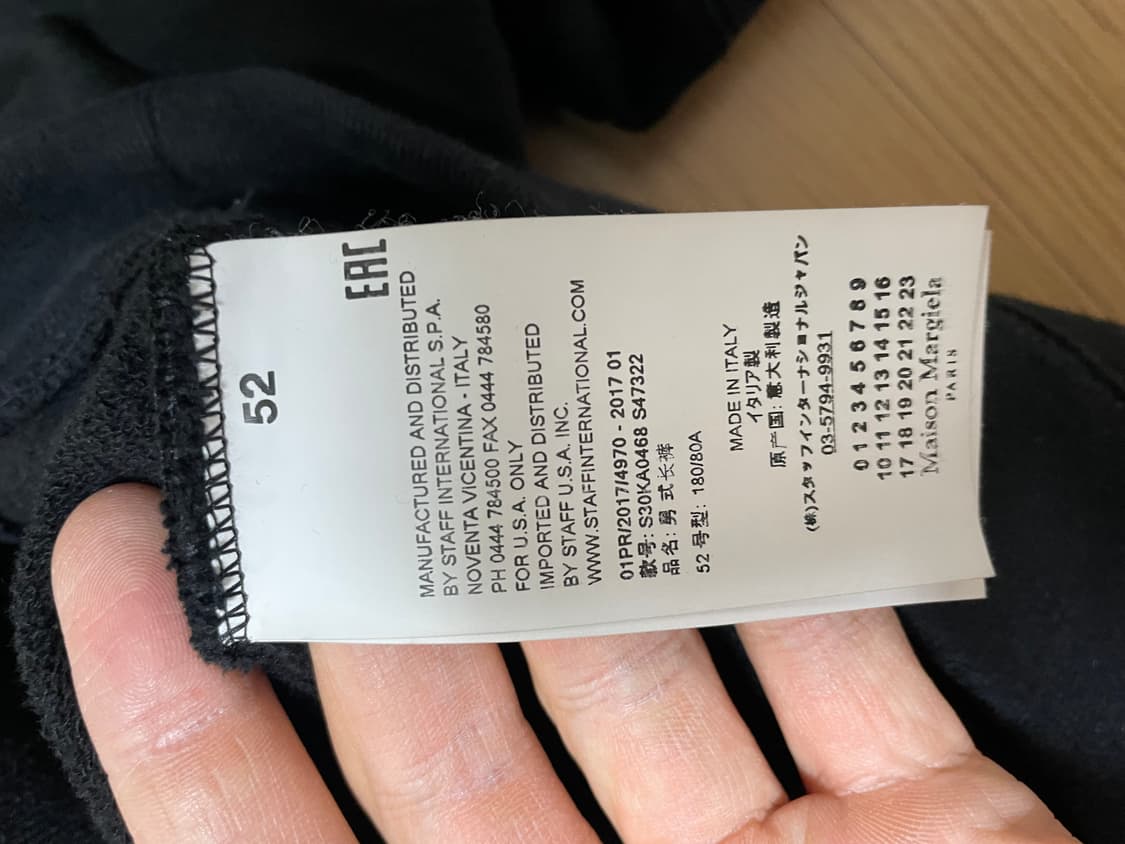 52
EAC
MANUFACTURED AND DISTRIBUTED
BY STAFF INTERNATIONAL S.P.A.
NOVENTA VICENTINA - ITALY
PH 0444 784500 FAX 0444 784580
FOR U.S.A. ONLY
IMPORTED AND DISTRIBUTED
BY STAFF U.S.A. INC.
WWW.STAFFINTERNATIONAL.COM
01PR/2017/4970 - 2017 01
款号: S30KA0468 S47322
品名: 男式长裤
52 号型: 180/80A
MADE IN ITALY
イタリア製
原产国: 意大利製造
(株)スタッフインターナショナルジャパン
03-5794-9931
0 1 2 3 4 5 6 7 8 9
10 11 12 13 14 15 16
17 18 19 20 21 22 23
Maison Margiela
PARIS